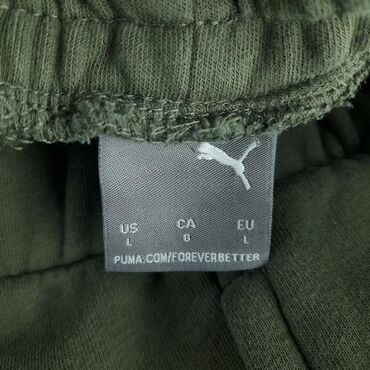 US CA EU
L G L
PUMA.COM/FOREVERBETTER